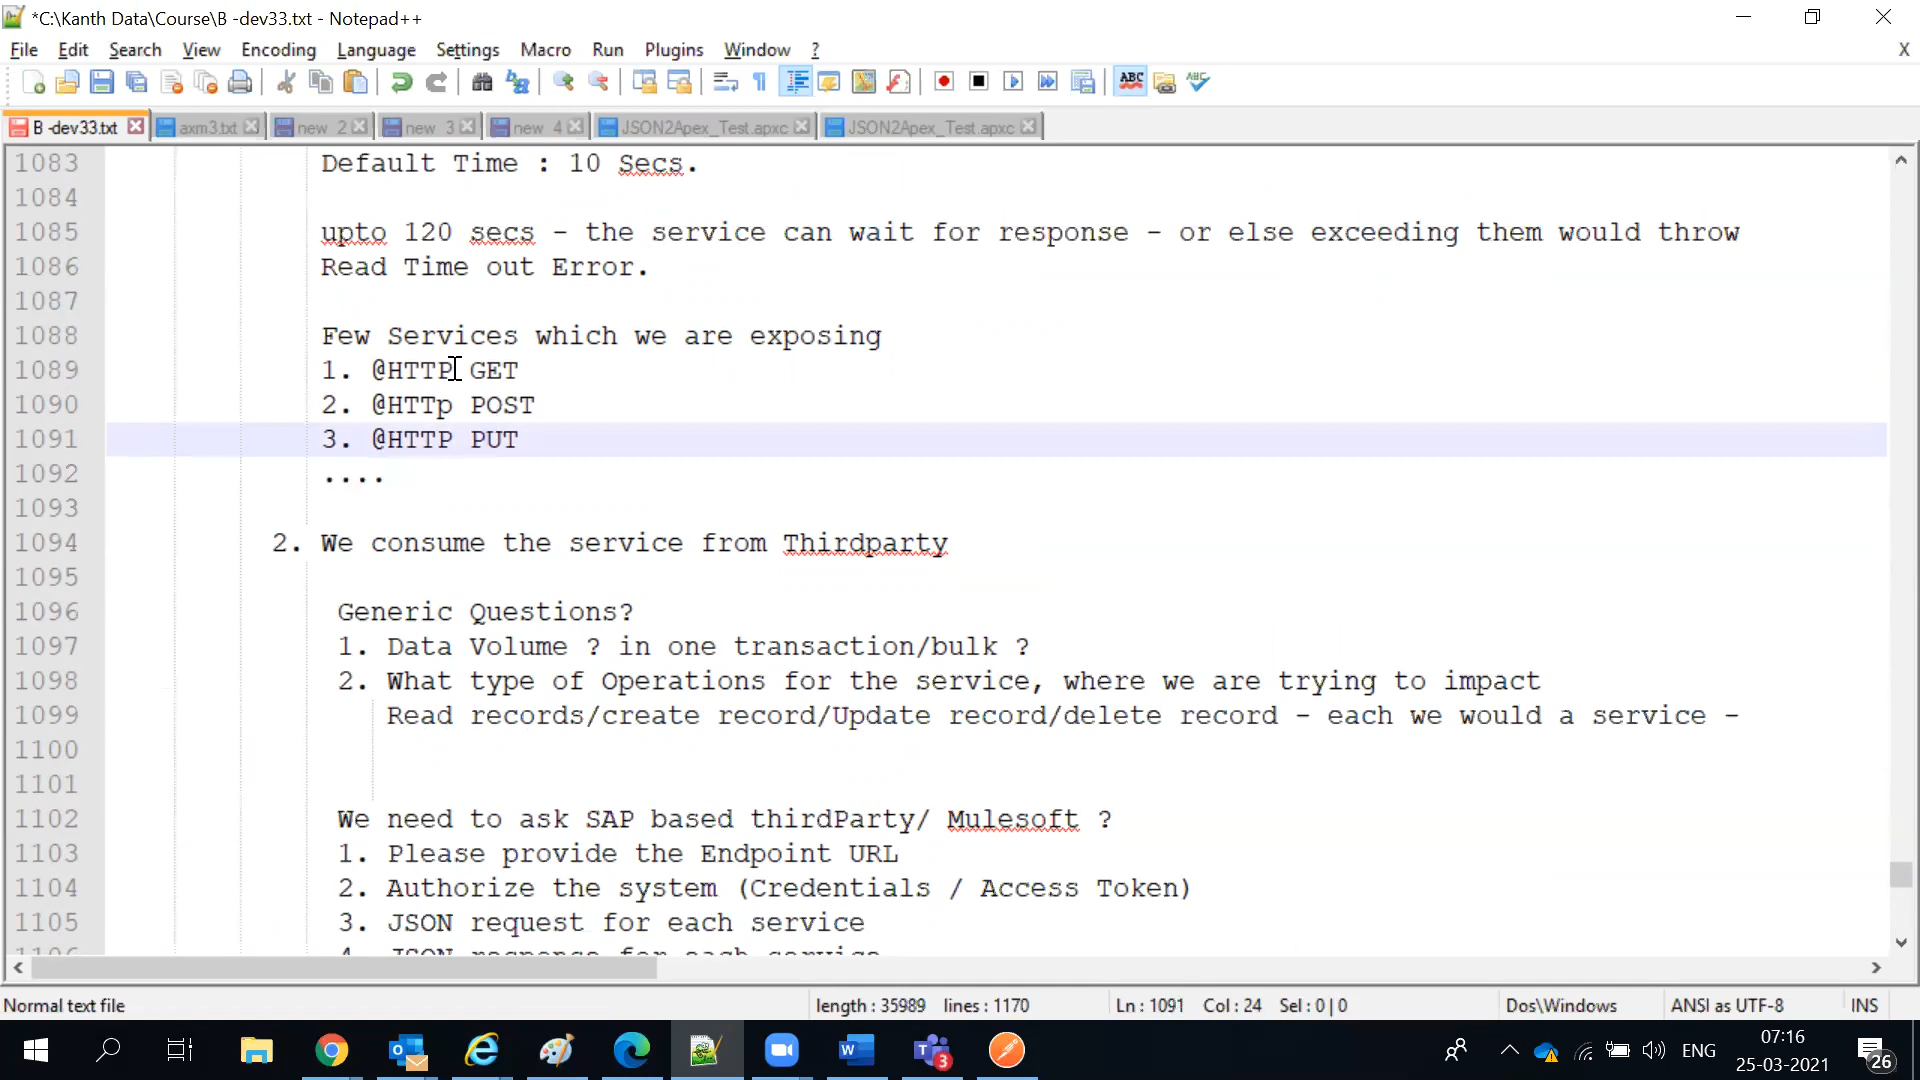 *C:\Kanth Data\Course\B -dev33.txt - Notepad++
File Edit Search View Encoding Language Settings Macro Run Plugins Window ? X
B -dev33.txt axm3.txt new 2 new 3 new 4 JSON2Apex_Test.apxc JSON2Apex_Test.apxc
1083 Default Time : 10 Secs.
1084
1085 upto 120 secs - the service can wait for response - or else exceeding them would throw
1086 Read Time out Error.
1087
1088 Few Services which we are exposing
1089 1. @HTTP GET
1090 2. @HTTp POST
1091 3. @HTTP PUT
1092 ....
1093
1094 2. We consume the service from Thirdparty
1095
1096 Generic Questions?
1097 1. Data Volume ? in one transaction/bulk ?
1098 2. What type of Operations for the service, where we are trying to impact
1099 Read records/create record/Update record/delete record - each we would a service -
1100
1101
1102 We need to ask SAP based thirdParty/ Mulesoft ?
1103 1. Please provide the Endpoint URL
1104 2. Authorize the system (Credentials / Access Token)
1105 3. JSON request for each service
1106 4. JSON response for each service
Normal text file length : 35989 lines : 1170 Ln : 1091 Col : 24 Sel : 0 | 0 Dos\Windows ANSI as UTF-8 INS
3 ENG 07:16 26
25-03-2021